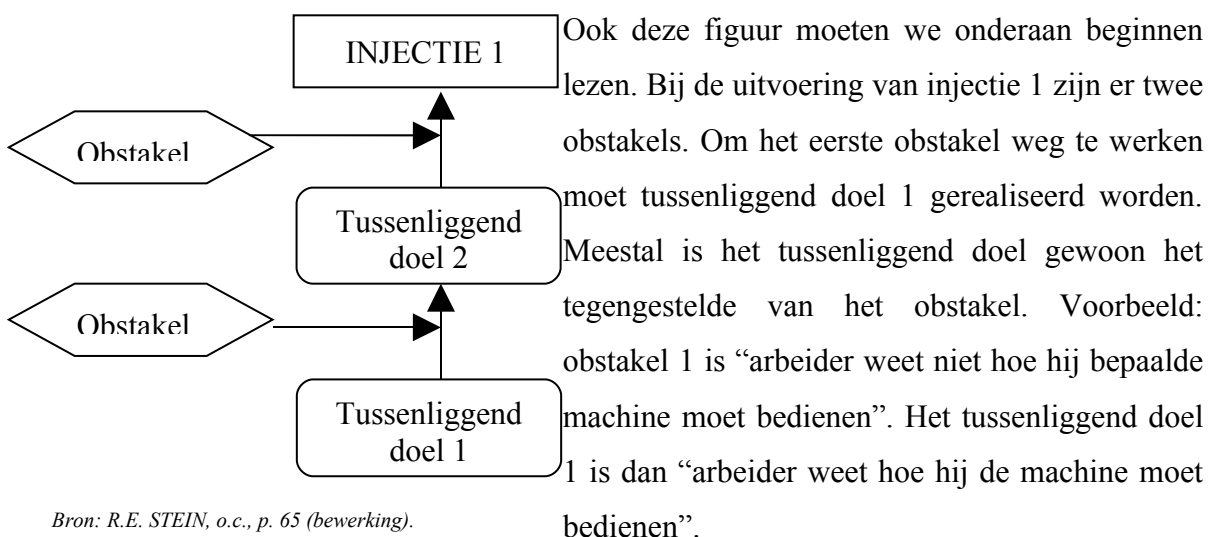 INJECTIE 1
Obstakel
Tussenliggend
doel 2
Obstakel
Tussenliggend
doel 1
Bron: R.E. STEIN, o.c., p. 65 (bewerking).
Ook deze figuur moeten we onderaan beginnen
lezen. Bij de uitvoering van injectie 1 zijn er twee
obstakels. Om het eerste obstakel weg te werken
moet tussenliggend doel 1 gerealiseerd worden.
Meestal is het tussenliggend doel gewoon het
tegengestelde van het obstakel. Voorbeeld:
obstakel 1 is “arbeider weet niet hoe hij bepaalde
machine moet bedienen”. Het tussenliggend doel
1 is dan “arbeider weet hoe hij de machine moet
bedienen”.